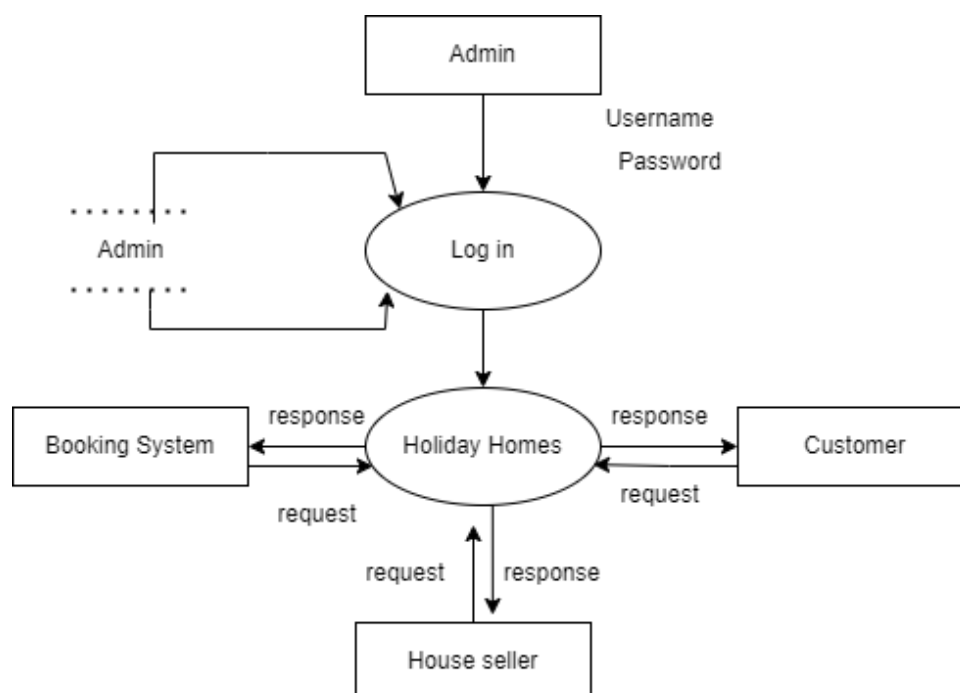 Admin
Username
Password
Admin
Log in
response
response
Booking System
Holiday Homes
Customer
request
request
request
response
House seller